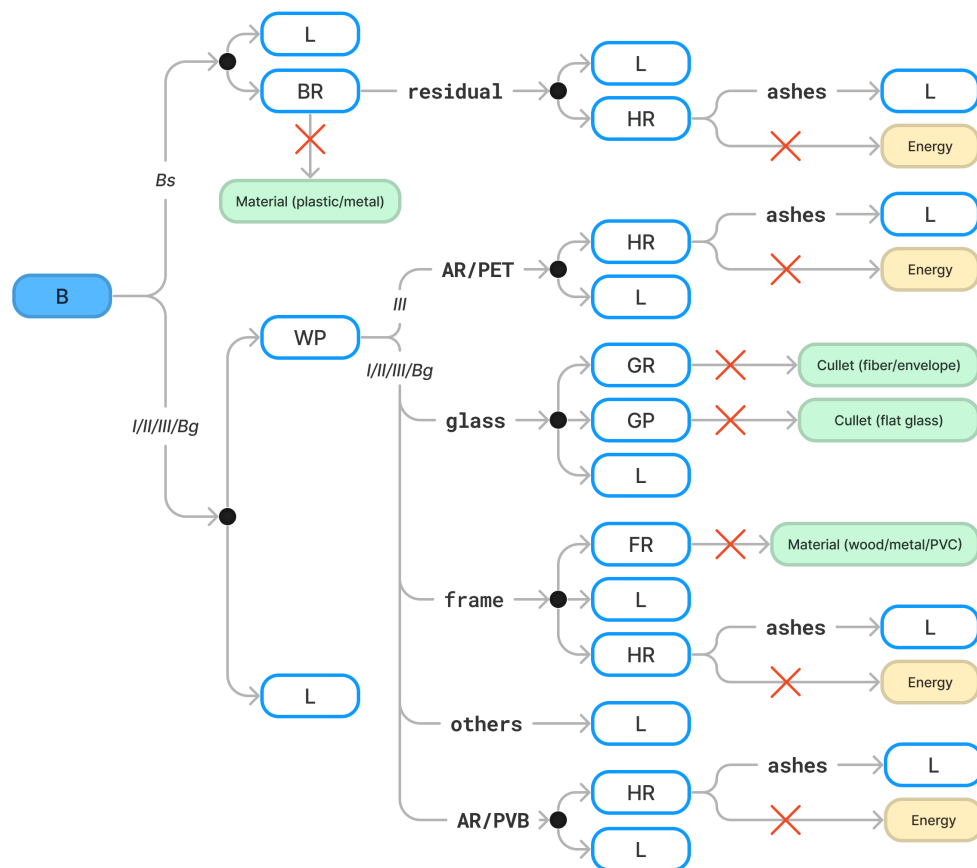 L
BR
residual
L
HR
ashes
L
Energy
Material (plastic/metal)
Bs
B
I/II/III/Bg
WP
L
III
I/II/III/Bg
AR/PET
HR
L
ashes
L
Energy
glass
GR
Cullet (fiber/envelope)
GP
Cullet (flat glass)
L
frame
FR
Material (wood/metal/PVC)
L
HR
ashes
L
Energy
others
L
AR/PVB
HR
L
ashes
L
Energy